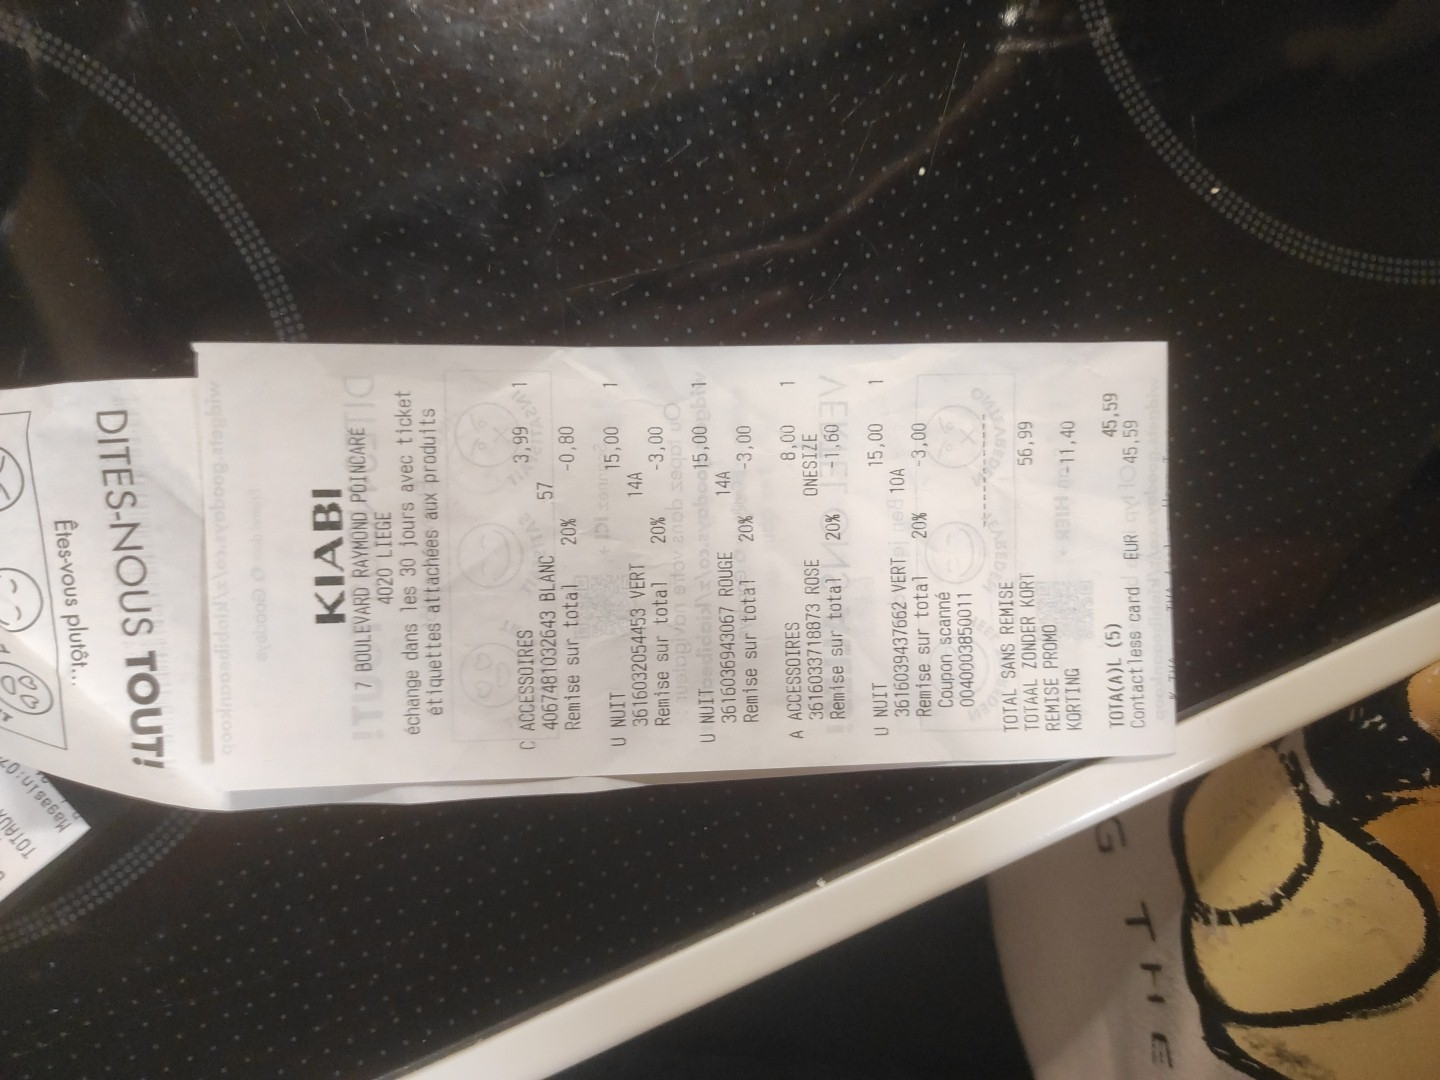 KIABI
7 BOULEVARD RAYMOND POINCARÉ
4020 LIEGE
échange dans les 30 jours avec ticket
étiquettes attachées aux produits
C ACCESSOIRES 3,99 1
4067481032643 BLANC 57
Remise sur total 20% -0,80
U NUIT 15,00 1
3616032054453 VERT 14A
Remise sur total 20% -3,00
U NUIT 15,00 1
3616036943067 ROUGE 14A
Remise sur total 20% -3,00
A ACCESSOIRES 8,00 1
3616033718873 ROSE ONESIZE
Remise sur total 20% -1,60
U NUIT 15,00 1
3616039437662 VERT 10A
Remise sur total 20% -3,00
Coupon scanné
0040003850011
TOTAL SANS REMISE 56,99
TOTAAL ZONDER KORT
REMISE PROMO -11,40
KORTING
TOTA(A)L (5) 45,59
Contactless card EUR 45,59
Êtes-vous plutôt...
DITES-NOUS TOUT!
Magasin: